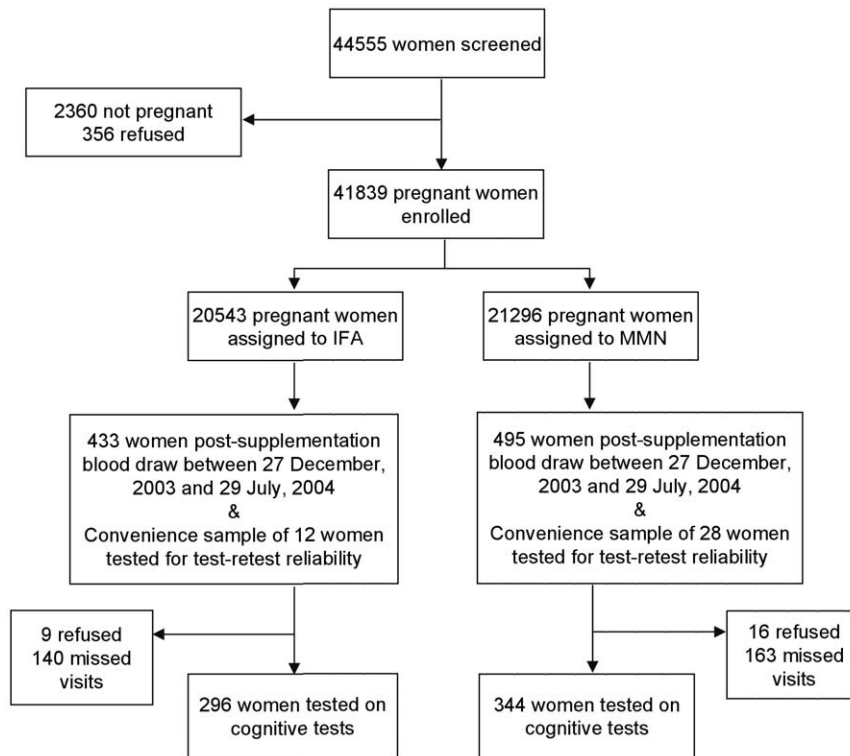 44555 women screened
2360 not pregnant
356 refused
41839 pregnant women
enrolled
20543 pregnant women
assigned to IFA
21296 pregnant women
assigned to MMN
433 women post-supplementation
blood draw between 27 December,
2003 and 29 July, 2004
&
Convenience sample of 12 women
tested for test-retest reliability
495 women post-supplementation
blood draw between 27 December,
2003 and 29 July, 2004
&
Convenience sample of 28 women
tested for test-retest reliability
9 refused
140 missed
visits
16 refused
163 missed
visits
296 women tested on
cognitive tests
344 women tested on
cognitive tests